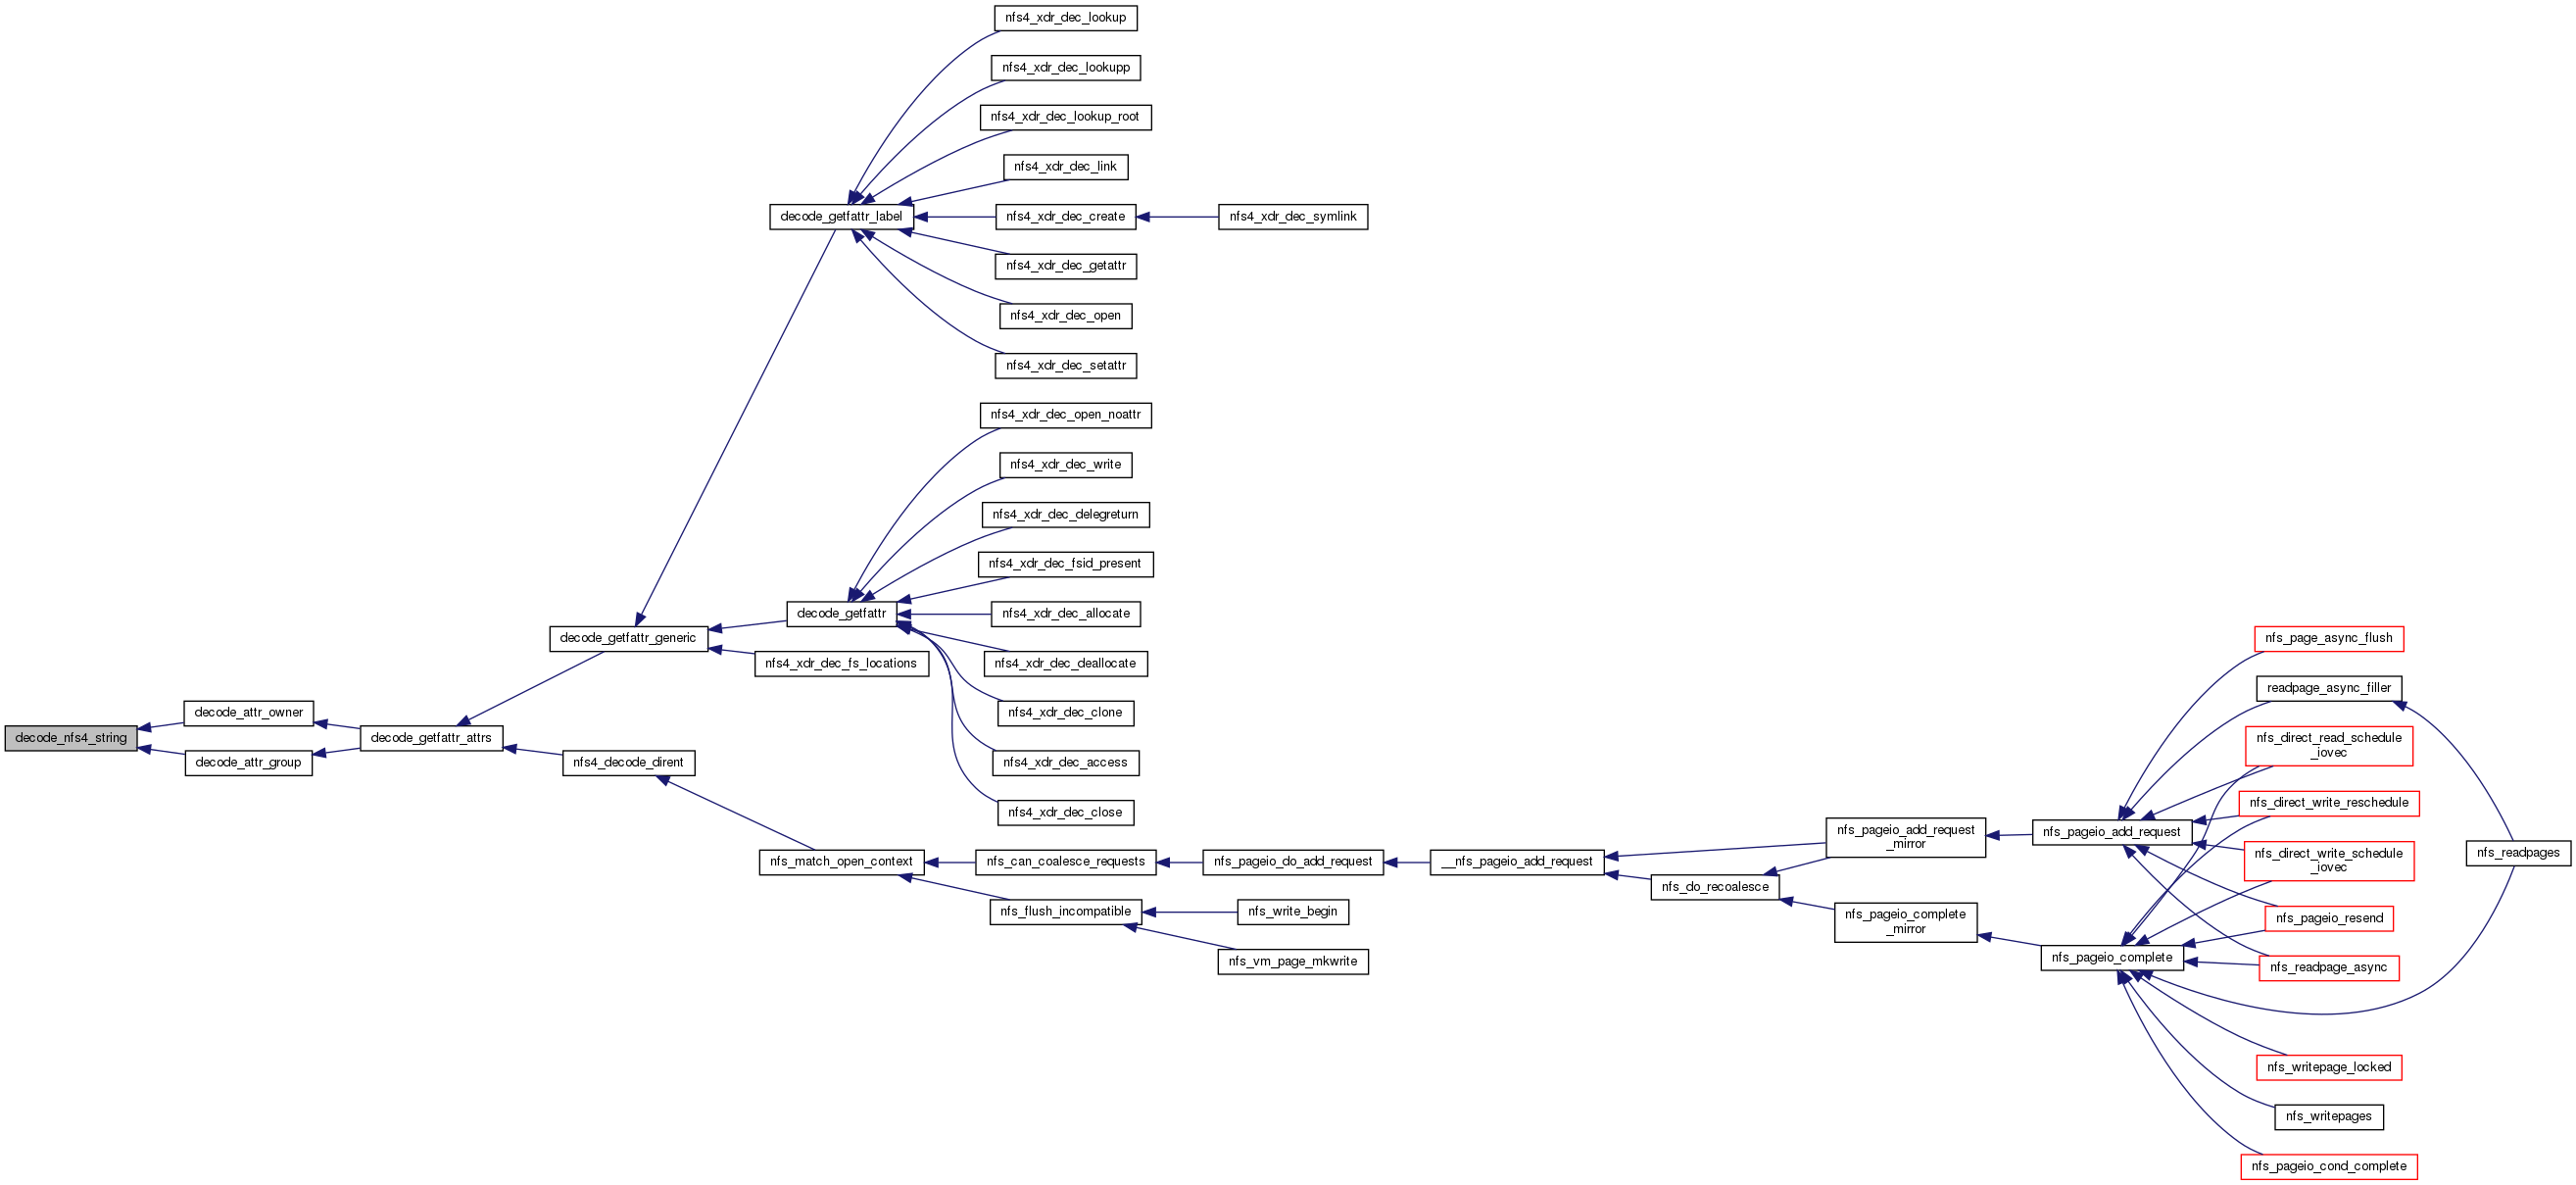 nfs4_xdr_dec_lookup
nfs4_xdr_dec_lookupp
nfs4_xdr_dec_lookup_root
nfs4_xdr_dec_link
decode_getfattr_label
nfs4_xdr_dec_create
nfs4_xdr_dec_symlink
nfs4_xdr_dec_getattr
nfs4_xdr_dec_open
nfs4_xdr_dec_setattr
nfs4_xdr_dec_open_noattr
nfs4_xdr_dec_write
nfs4_xdr_dec_delegreturn
nfs4_xdr_dec_fsid_present
decode_getfattr
nfs4_xdr_dec_allocate
decode_getfattr_generic
nfs_page_async_flush
nfs4_xdr_dec_fs_locations
nfs4_xdr_dec_deallocate
readpage_async_filler
decode_attr_owner
nfs4_xdr_dec_clone
decode_nfs4_string
decode_getfattr_attrs
nfs_direct_read_schedule
_iovec
decode_attr_group
nfs4_decode_dirent
nfs4_xdr_dec_access
nfs_direct_write_reschedule
nfs4_xdr_dec_close
nfs_pageio_add_request
_mirror
nfs_pageio_add_request
nfs_match_open_context
nfs_can_coalesce_requests
nfs_pageio_do_add_request
__nfs_pageio_add_request
nfs_direct_write_schedule
_iovec
nfs_readpages
nfs_do_recoalesce
nfs_flush_incompatible
nfs_write_begin
nfs_pageio_complete
_mirror
nfs_pageio_resend
nfs_vm_page_mkwrite
nfs_pageio_complete
nfs_readpage_async
nfs_writepage_locked
nfs_writepages
nfs_pageio_cond_complete